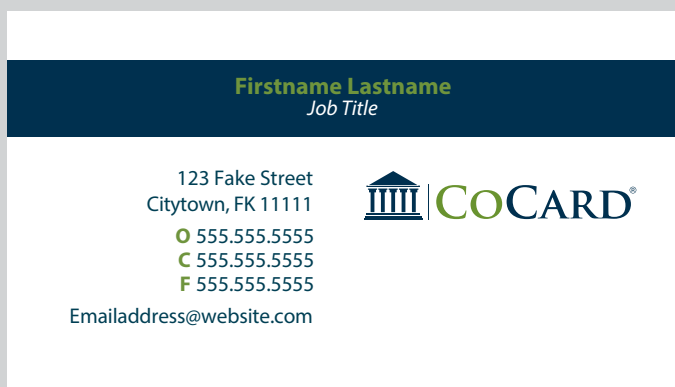 Firstname Lastname
Job Title
123 Fake Street
Citytown, FK 11111
O 555.555.5555
C 555.555.5555
F 555.555.5555
Emailaddress@website.com
COCARD®